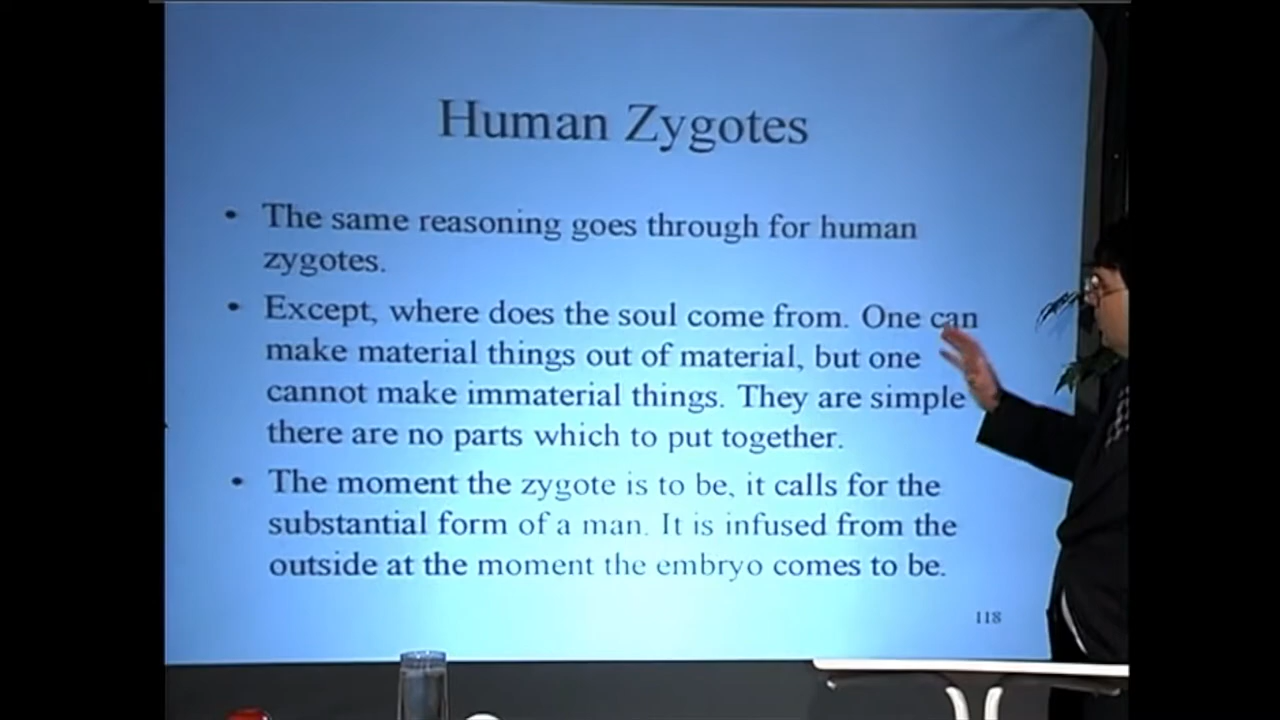 Human Zygotes
• The same reasoning goes through for human
zygotes.
• Except, where does the soul come from. One can
make material things out of material, but one
cannot make immaterial things. They are simple
there are no parts which to put together.
• The moment the zygote is to be, it calls for the
substantial form of a man. It is infused from the
outside at the moment the embryo comes to be.
118